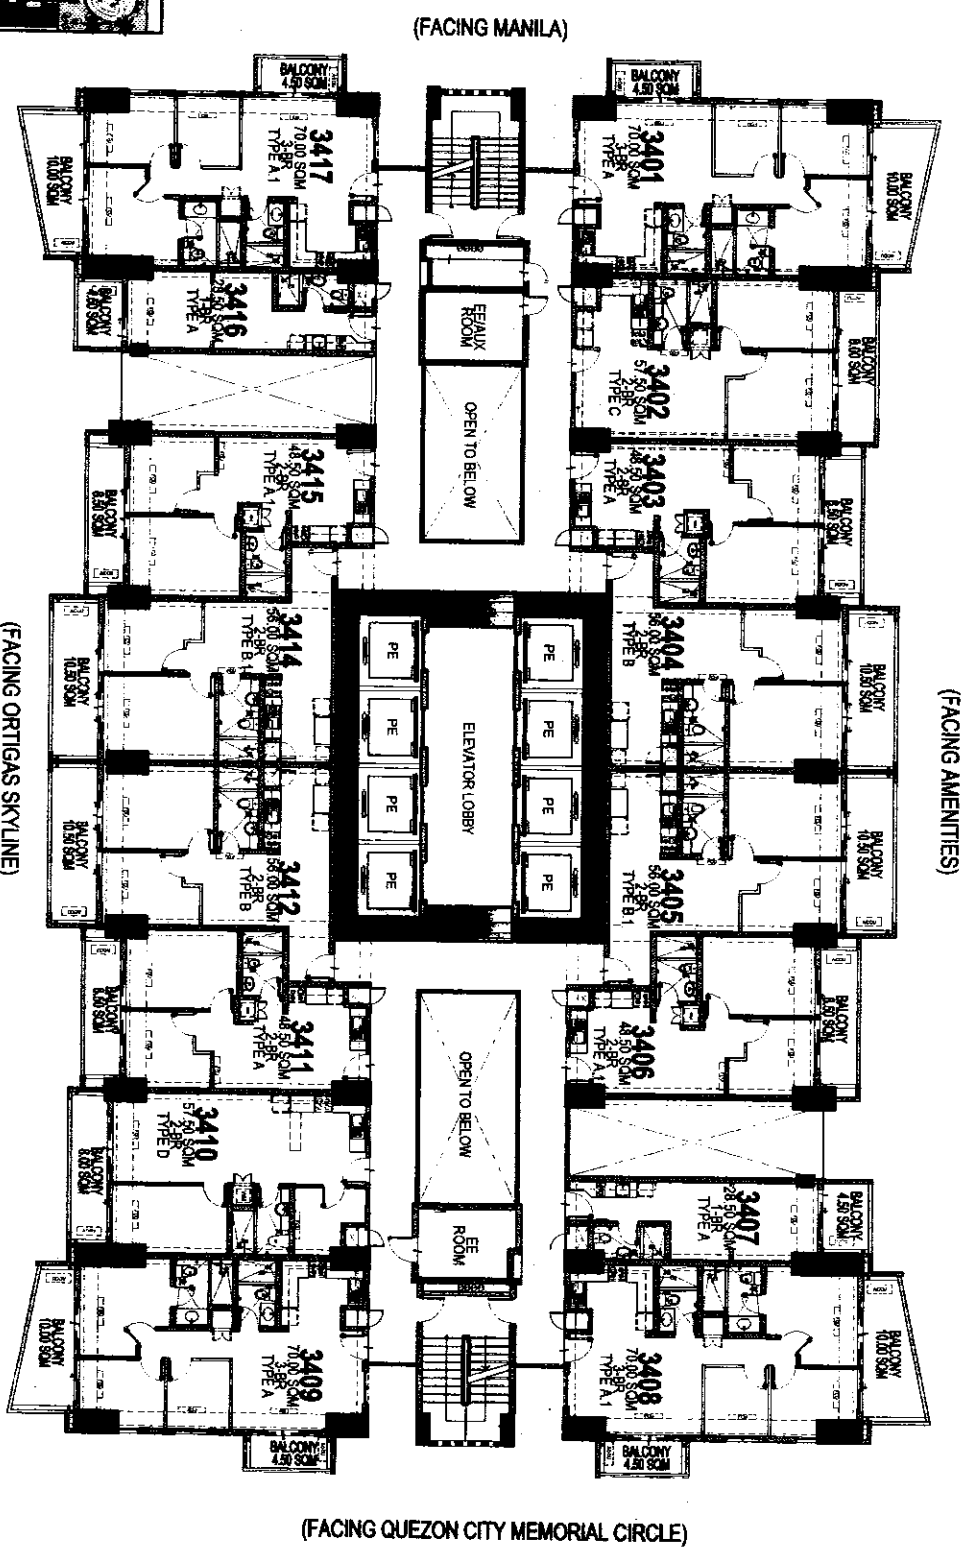 (FACING MANILA)
BALCONY
4.50 SQM
BALCONY
4.50 SQM
3417
70.00 SQM
3-BR
TYPE A.1
BALCONY
10.00 SQM
3401
70.00 SQM
3-BR
TYPE A
BALCONY
10.00 SQM
3416
28.50 SQM
1-BR
TYPE A
BALCONY
EE/AUX
ROOM
3402
57.50 SQM
2-BR
TYPE C
BALCONY
8.00 SQM
OPEN TO BELOW
3415
48.50 SQM
2-BR
TYPE A.1
BALCONY
8.50 SQM
3403
48.50 SQM
2-BR
TYPE A
BALCONY
8.50 SQM
3414
56.00 SQM
2-BR
TYPE B.1
BALCONY
10.50 SQM
3404
56.00 SQM
2-BR
TYPE B
BALCONY
10.50 SQM
PE
PE
PE
PE
ELEVATOR LOBBY
PE
PE
PE
PE
(FACING ORTIGAS SKYLINE)
(FACING AMENITIES)
3412
56.00 SQM
2-BR
TYPE B
BALCONY
10.50 SQM
3405
56.00 SQM
2-BR
TYPE B.1
BALCONY
10.50 SQM
3411
48.50 SQM
2-BR
TYPE A
BALCONY
8.50 SQM
3406
48.50 SQM
2-BR
TYPE A.1
BALCONY
8.50 SQM
OPEN TO BELOW
3410
57.50 SQM
2-BR
TYPE D
BALCONY
8.00 SQM
3407
28.50 SQM
1-BR
TYPE A
BALCONY
4.50 SQM
EE
ROOM
3409
70.00 SQM
3-BR
TYPE A
BALCONY
10.00 SQM
3408
70.00 SQM
3-BR
TYPE A.1
BALCONY
10.00 SQM
BALCONY
4.50 SQM
BALCONY
4.50 SQM
(FACING QUEZON CITY MEMORIAL CIRCLE)